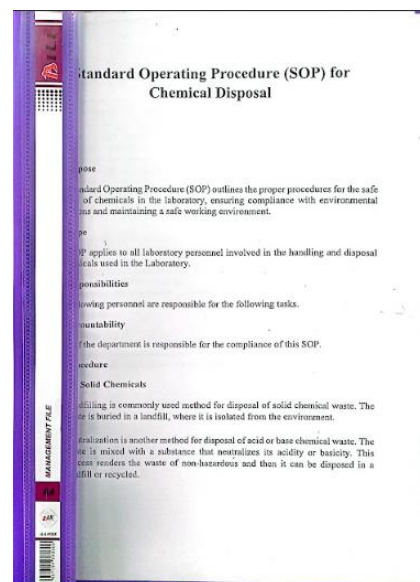 Standard Operating Procedure (SOP) for
Chemical Disposal
pose
ndard Operating Procedure (SOP) outlines the proper procedures for the safe
of chemicals in the laboratory, ensuring compliance with environmental
ons and maintaining a safe working environment.
pe
P applies to all laboratory personnel involved in the handling and disposal
icals used in the Laboratory.
ponsibilities
lowing personnel are responsible for the following tasks.
ountability
f the department is responsible for the compliance of this SOP.
ocedure
Solid Chemicals
dfilling is commonly used method for disposal of solid chemical waste. The
te is buried in a landfill, where it is isolated from the environment.
utralization is another method for disposal of acid or base chemical waste. The
te is mixed with a substance that neutralizes its acidity or basicity. This
cess renders the waste of non-hazardous and then it can be disposed in a
dfill or recycled.
MANAGEMENT FILE